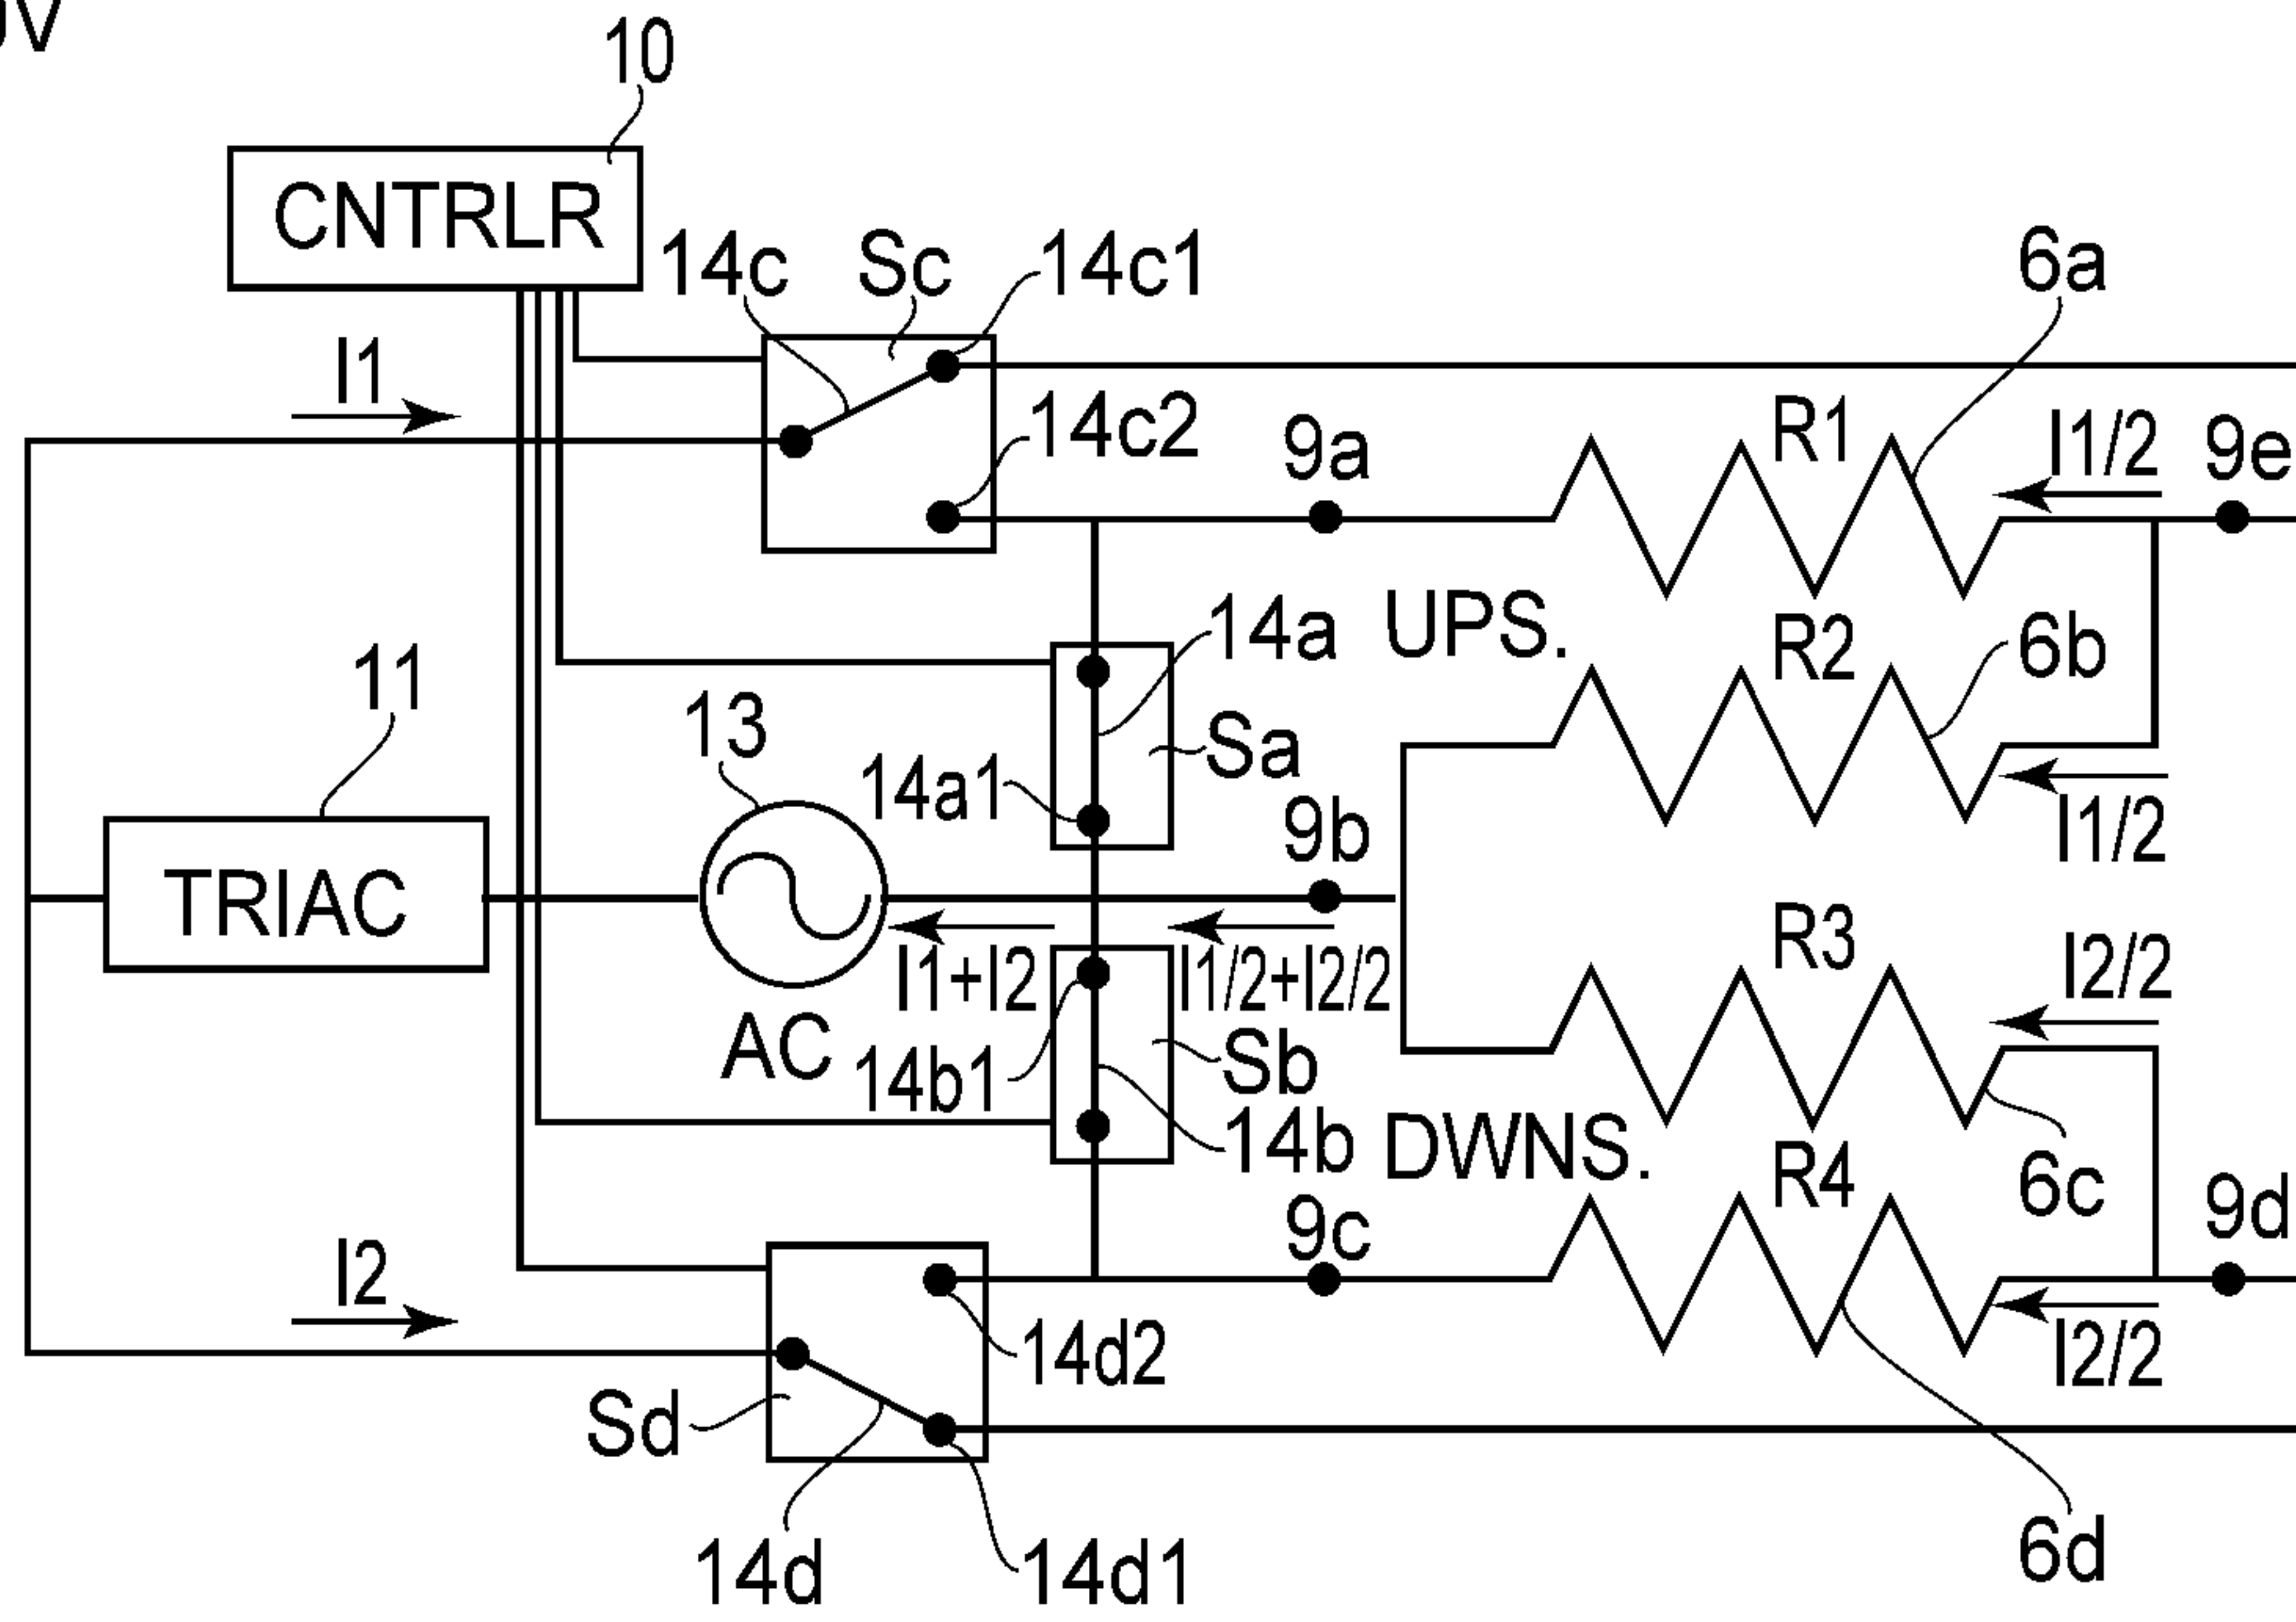 10
CNTRLR
14c
Sc
14c1
6a
I1
14c2
9a
R1
I1/2
9e
14a
UPS.
R2
6b
11
13
Sa
14a1
9b
I1/2
TRIAC
R3
I1+I2
I1/2+I2/2
I2/2
AC
14b1
Sb
14b
DWNS.
R4
6c
9d
9c
I2
14d2
I2/2
Sd
14d
14d1
6d